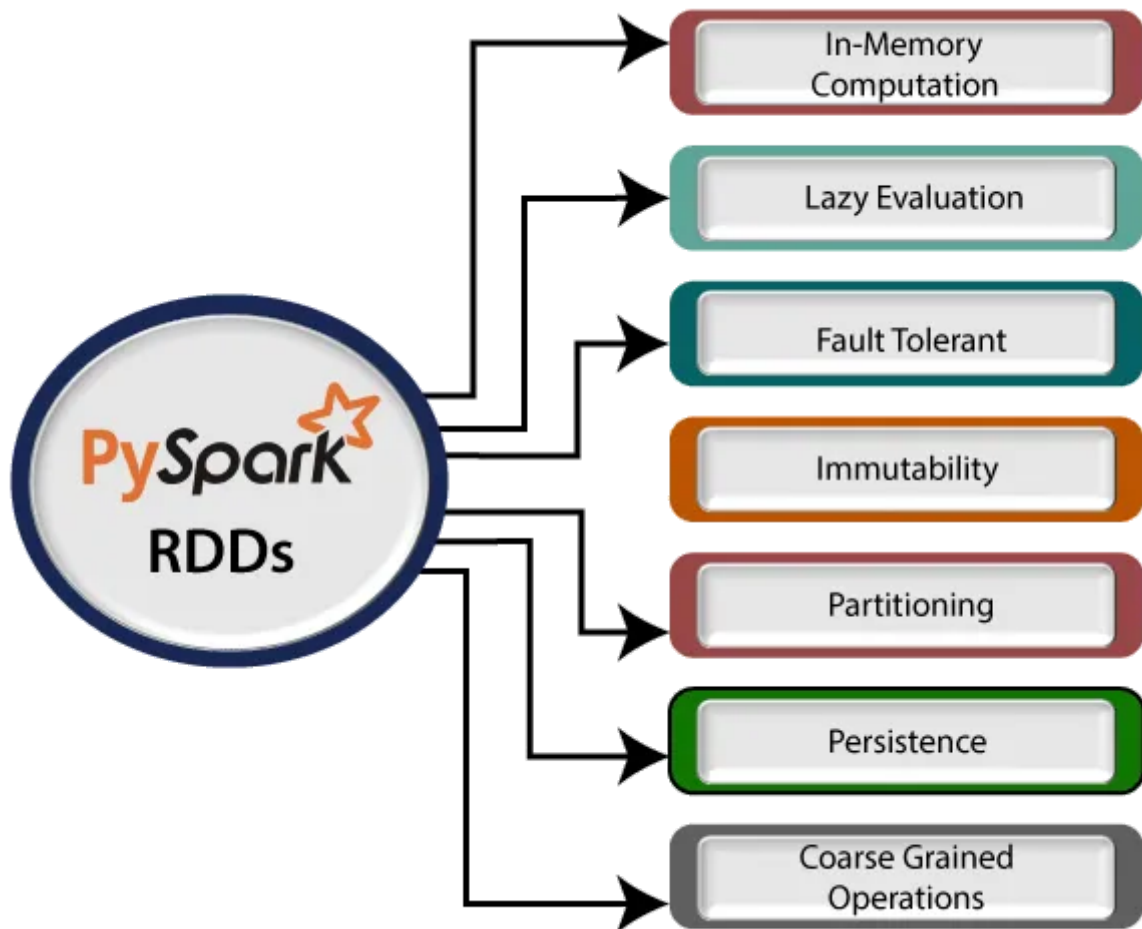 In-Memory
Computation
Lazy Evaluation
Fault Tolerant
PySpark
RDDs
Immutability
Partitioning
Persistence
Coarse Grained
Operations